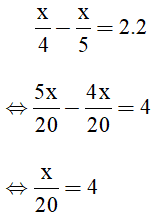 x/4 − x/5 = 2.2
⇔ 5x/20 − 4x/20 = 4
⇔ x/20 = 4